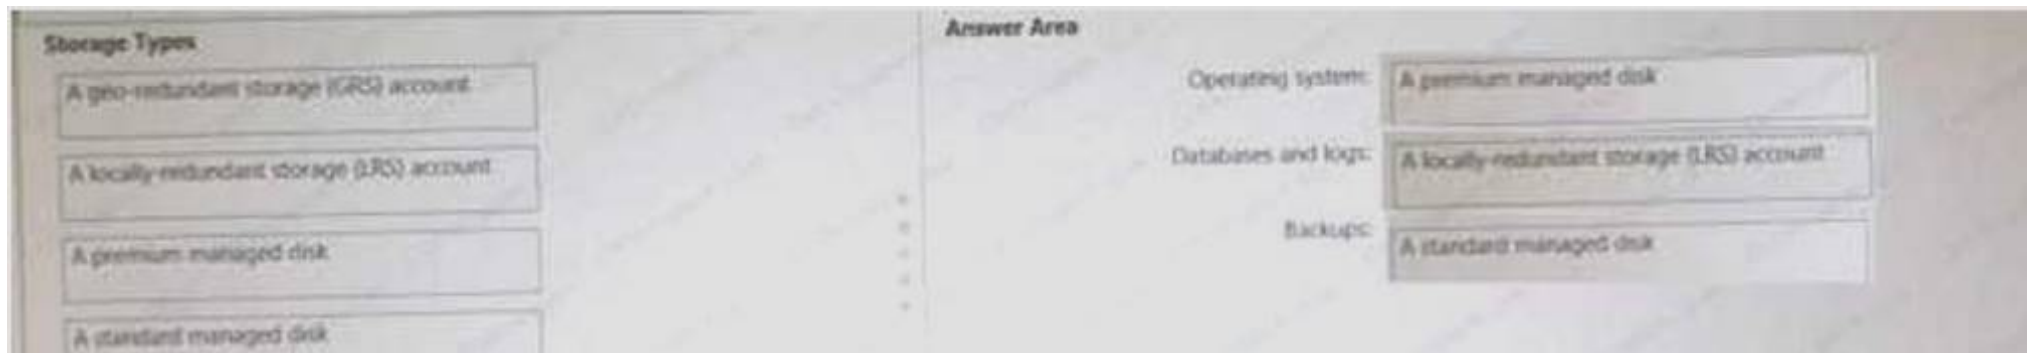 Storage Types
A geo-redundant storage (GRS) account
A locally-redundant storage (LRS) account
A premium managed disk
A standard managed disk
Answer Area
Operating system: A premium managed disk
Databases and logs: A locally-redundant storage (LRS) account
Backups: A standard managed disk